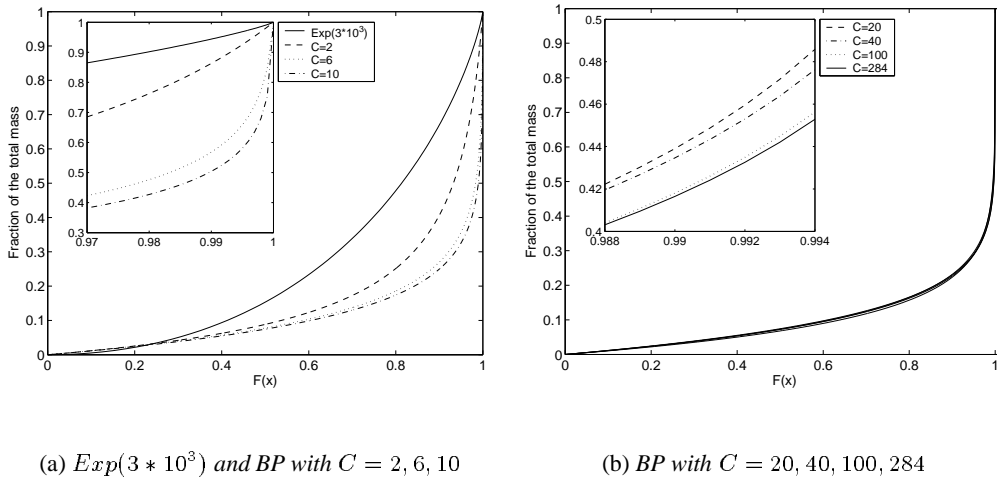 1
0.9
0.8
0.7
0.6
0.5
0.4
0.3
0.2
0.1
0
0 0.2 0.4 0.6 0.8 1
F(x)
Fraction of the total mass
1
0.9
0.8
0.7
0.6
0.5
0.4
0.3
0.97 0.98 0.99 1
Exp(3*10³)
C=2
C=6
C=10
1
0.9
0.8
0.7
0.6
0.5
0.4
0.3
0.2
0.1
0
0 0.2 0.4 0.6 0.8 1
F(x)
Fraction of the total mass
0.5
0.48
0.46
0.44
0.42
0.4
0.988 0.99 0.992 0.994
C=20
C=40
C=100
C=284
(a) Exp(3 * 10³) and BP with C = 2, 6, 10
(b) BP with C = 20, 40, 100, 284